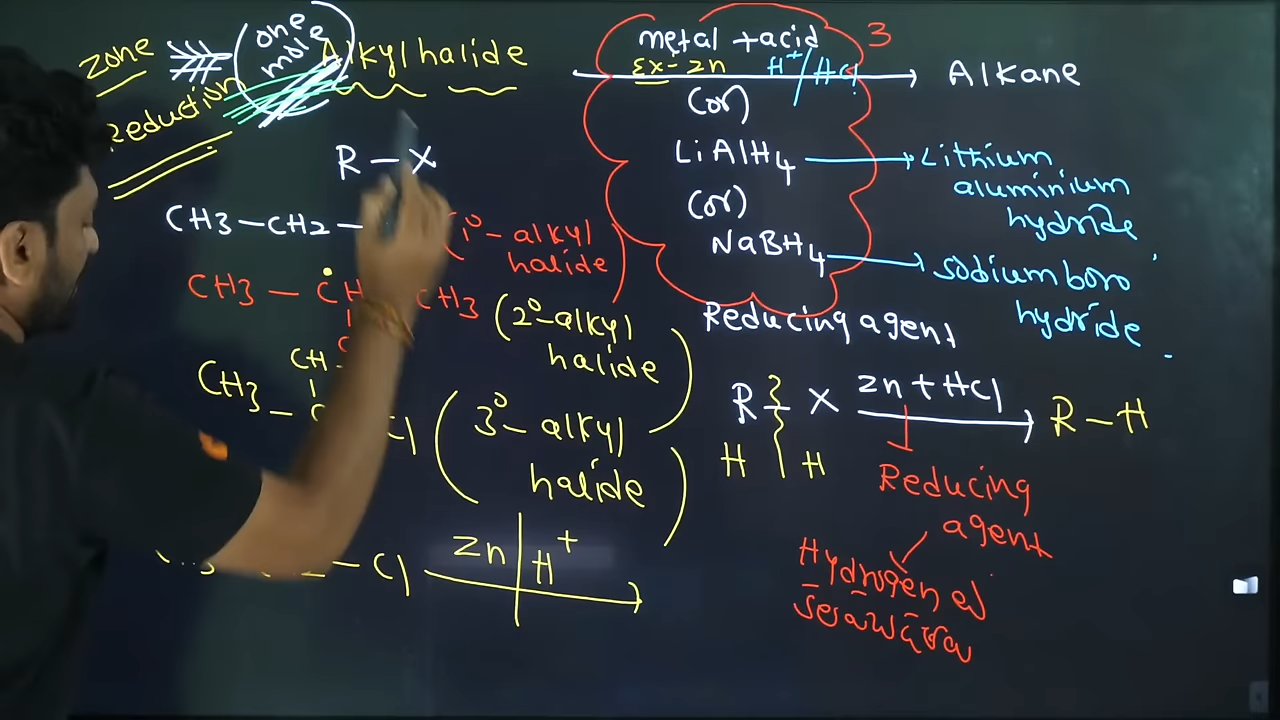 zone
Reduction
one
mole
Alkyl halide
R – X
CH3 – CH2 –
(1° – alkyl
halide
CH3 – CH CH3
(2° – alkyl
halide)
CH
CH3 – Cl
(3° – alkyl
halide)
– Cl Zn | H+
metal + acid 3
Ex – Zn H+/HCl
(or)
LiAlH4
(or)
NaBH4
Alkane
Lithium
aluminium
hydride
Sodium boro
hydride
Reducing agent
R – X Zn + HCl R – H
H H
Reducing
agent
Hydrogen